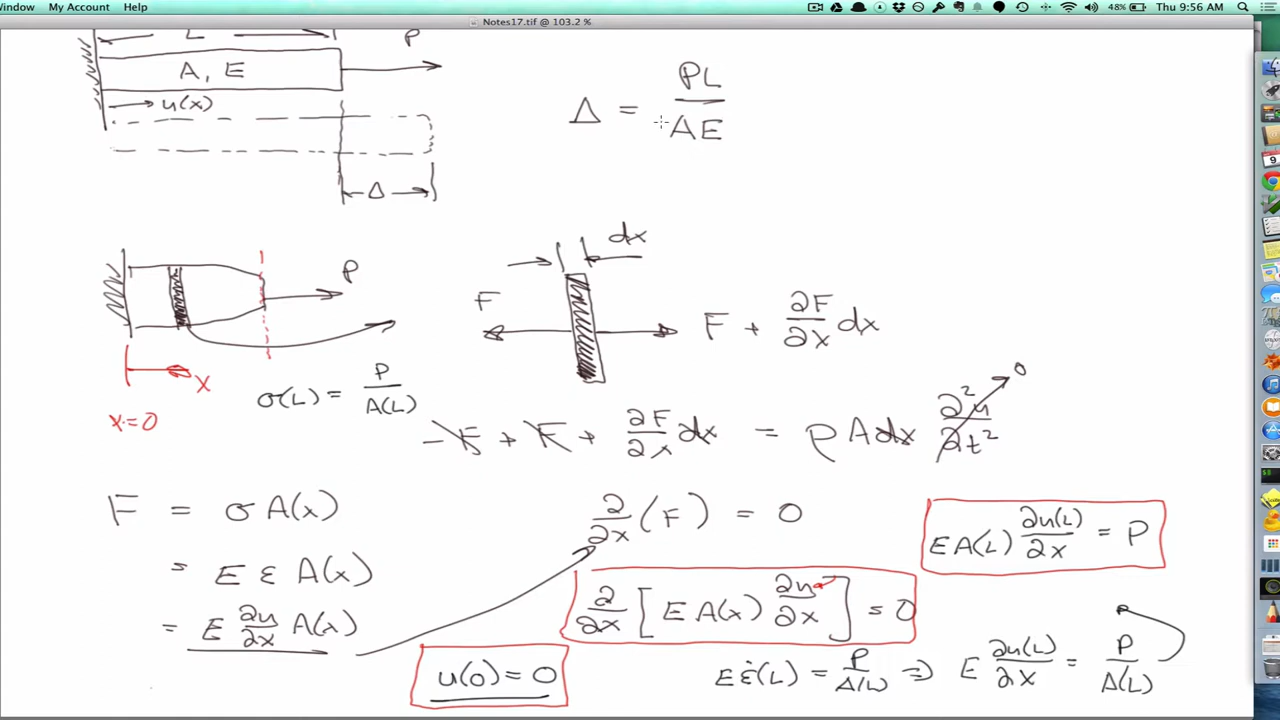 Window My Account Help 48% Thu 9:56 AM
Notes17.tif @ 103.2 %
L P
A, E
u(x)
Δ
Δ = PL/AE
P
x
x=0
σ(L) = P/A(L)
dx
F F + ∂F/∂x dx
-F + F + ∂F/∂x dx = ρ A dx ∂²u/∂t² 0
F = σ A(x)
= E ε A(x)
= E ∂u/∂x A(x)
∂/∂x (F) = 0
E A(L) ∂u(L)/∂x = P
∂/∂x [E A(x) ∂u/∂x] = 0
u(0) = 0
E ε(L) = P/A(L) ⇒ E ∂u(L)/∂x = P/A(L)